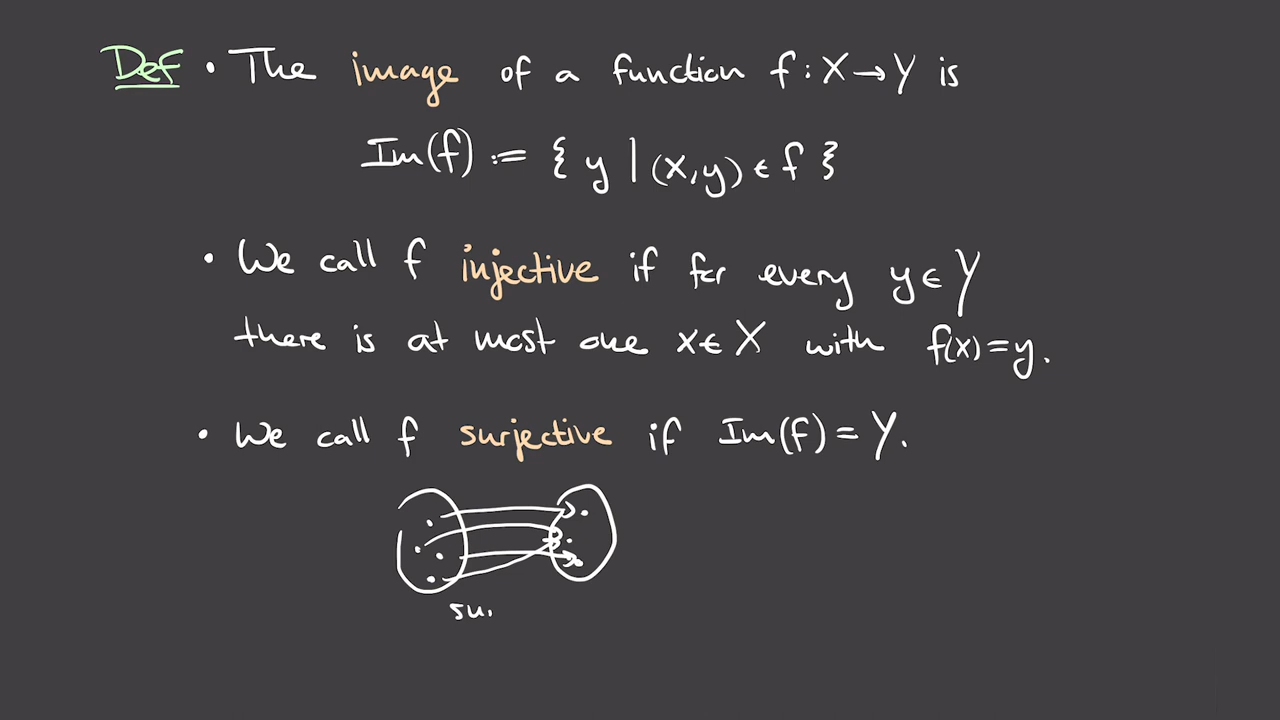 Def • The image of a function f : X → Y is
Im(f) := { y | (x,y) ∈ f }
• We call f injective if for every y ∈ Y
there is at most one x ∈ X with f(x) = y.
• We call f surjective if Im(f) = Y.
su